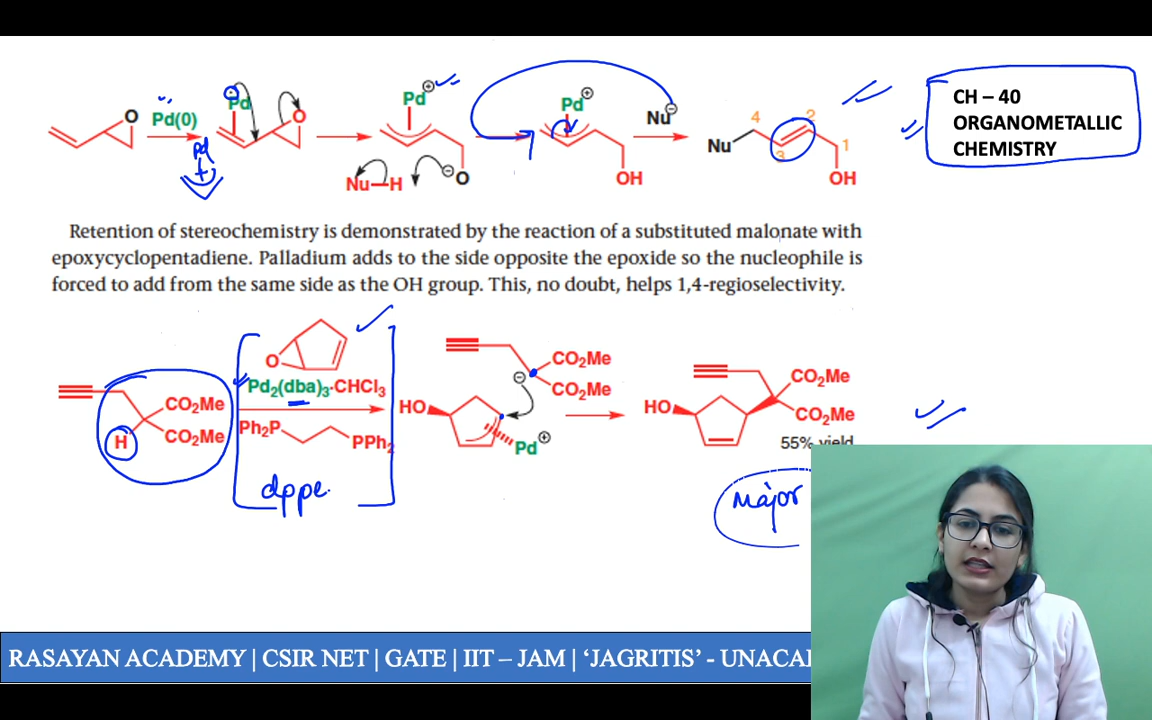 CH – 40
ORGANOMETALLIC
CHEMISTRY
O
Pd(0)
Pd
Pd
O
Pd⊕
Nu–H
⊖O
Pd⊕
Nu⊖
OH
Nu
4
3
2
1
OH
Retention of stereochemistry is demonstrated by the reaction of a substituted malonate with
epoxycyclopentadiene. Palladium adds to the side opposite the epoxide so the nucleophile is
forced to add from the same side as the OH group. This, no doubt, helps 1,4-regioselectivity.
H
CO2Me
CO2Me
O
Pd2(dba)3·CHCl3
Ph2P
PPh2
dppe
CO2Me
CO2Me
⊖
HO
Pd⊕
CO2Me
CO2Me
HO
55% yield
Major
RASAYAN ACADEMY | CSIR NET | GATE | IIT – JAM | ‘JAGRITIS’ - UNACA